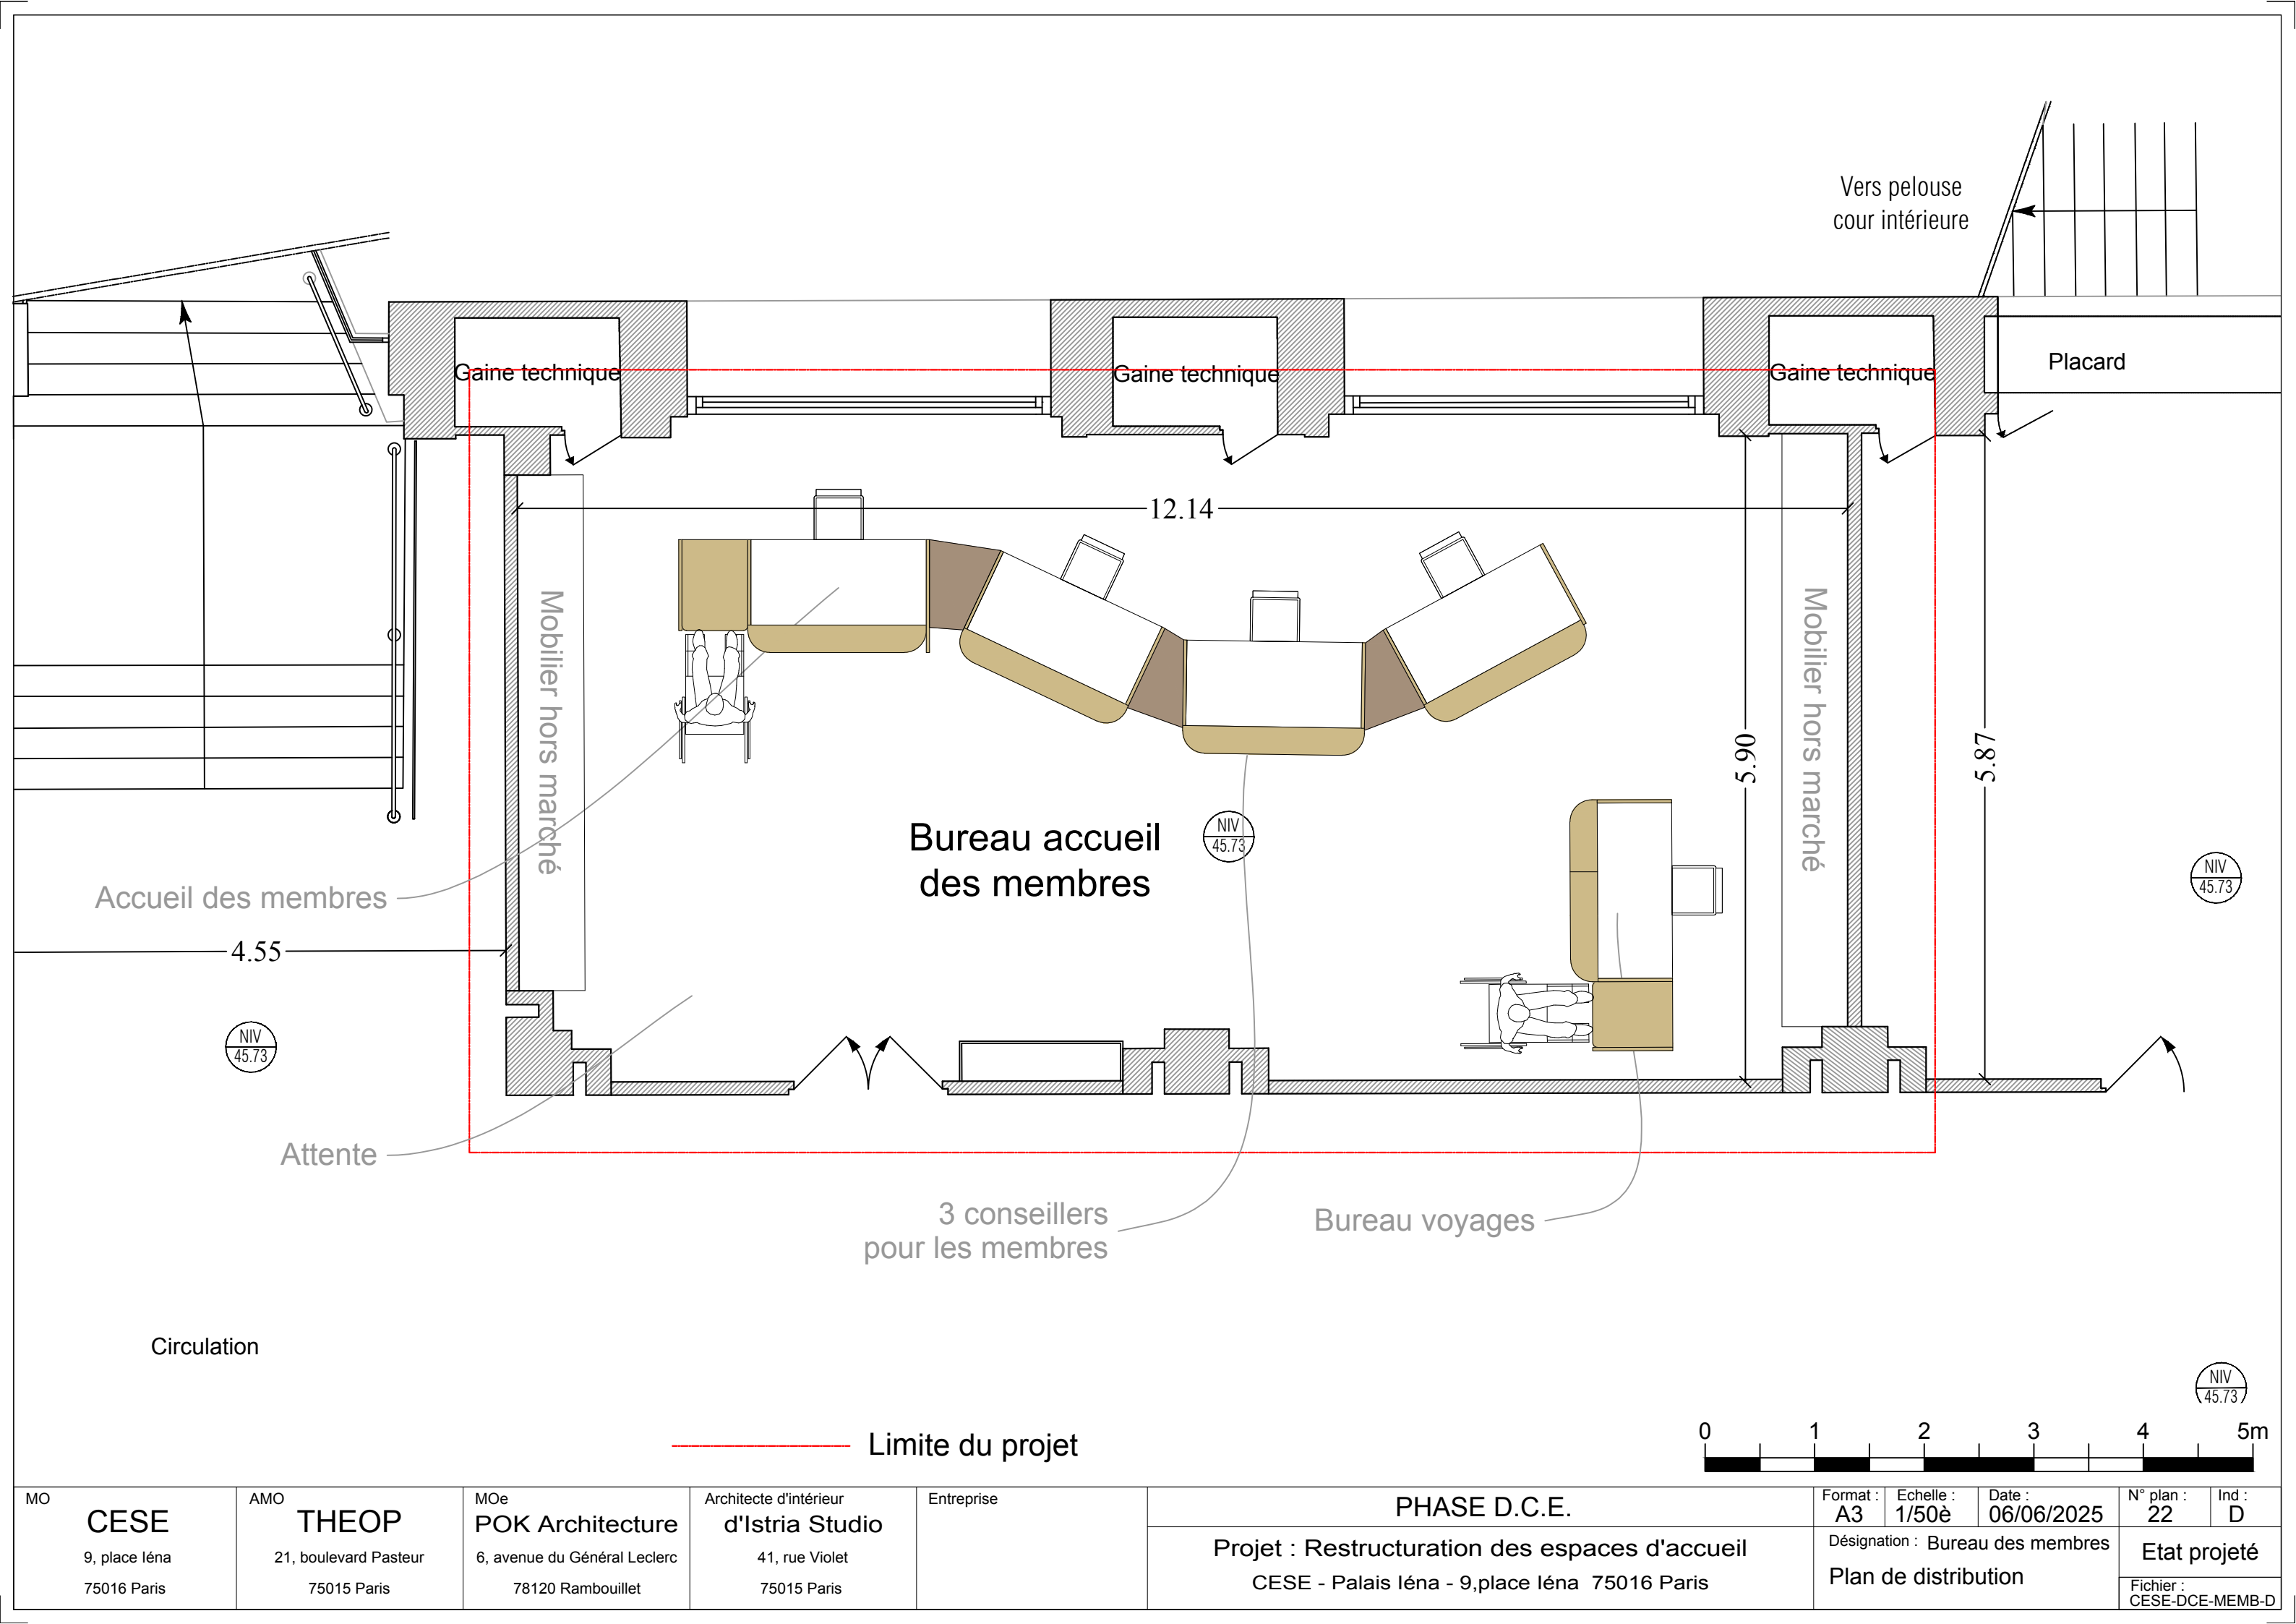 Vers pelouse
cour intérieure
Gaine technique
Gaine technique
Gaine technique
Placard
12.14
Mobilier hors marché
Mobilier hors marché
5.90
5.87
Bureau accueil
des membres
NIV
45.73
NIV
45.73
Accueil des membres
4.55
NIV
45.73
Attente
3 conseillers
pour les membres
Bureau voyages
Circulation
NIV
45.73
Limite du projet
0 1 2 3 4 5m
MO
CESE
9, place Iéna
75016 Paris
AMO
THEOP
21, boulevard Pasteur
75015 Paris
MOe
POK Architecture
6, avenue du Général Leclerc
78120 Rambouillet
Architecte d'intérieur
d'Istria Studio
41, rue Violet
75015 Paris
Entreprise
PHASE D.C.E.
Projet : Restructuration des espaces d'accueil
CESE - Palais Iéna - 9,place Iéna 75016 Paris
Format :
A3
Echelle :
1/50è
Date :
06/06/2025
N° plan :
22
Ind :
D
Désignation : Bureau des membres
Plan de distribution
Etat projeté
Fichier :
CESE-DCE-MEMB-D